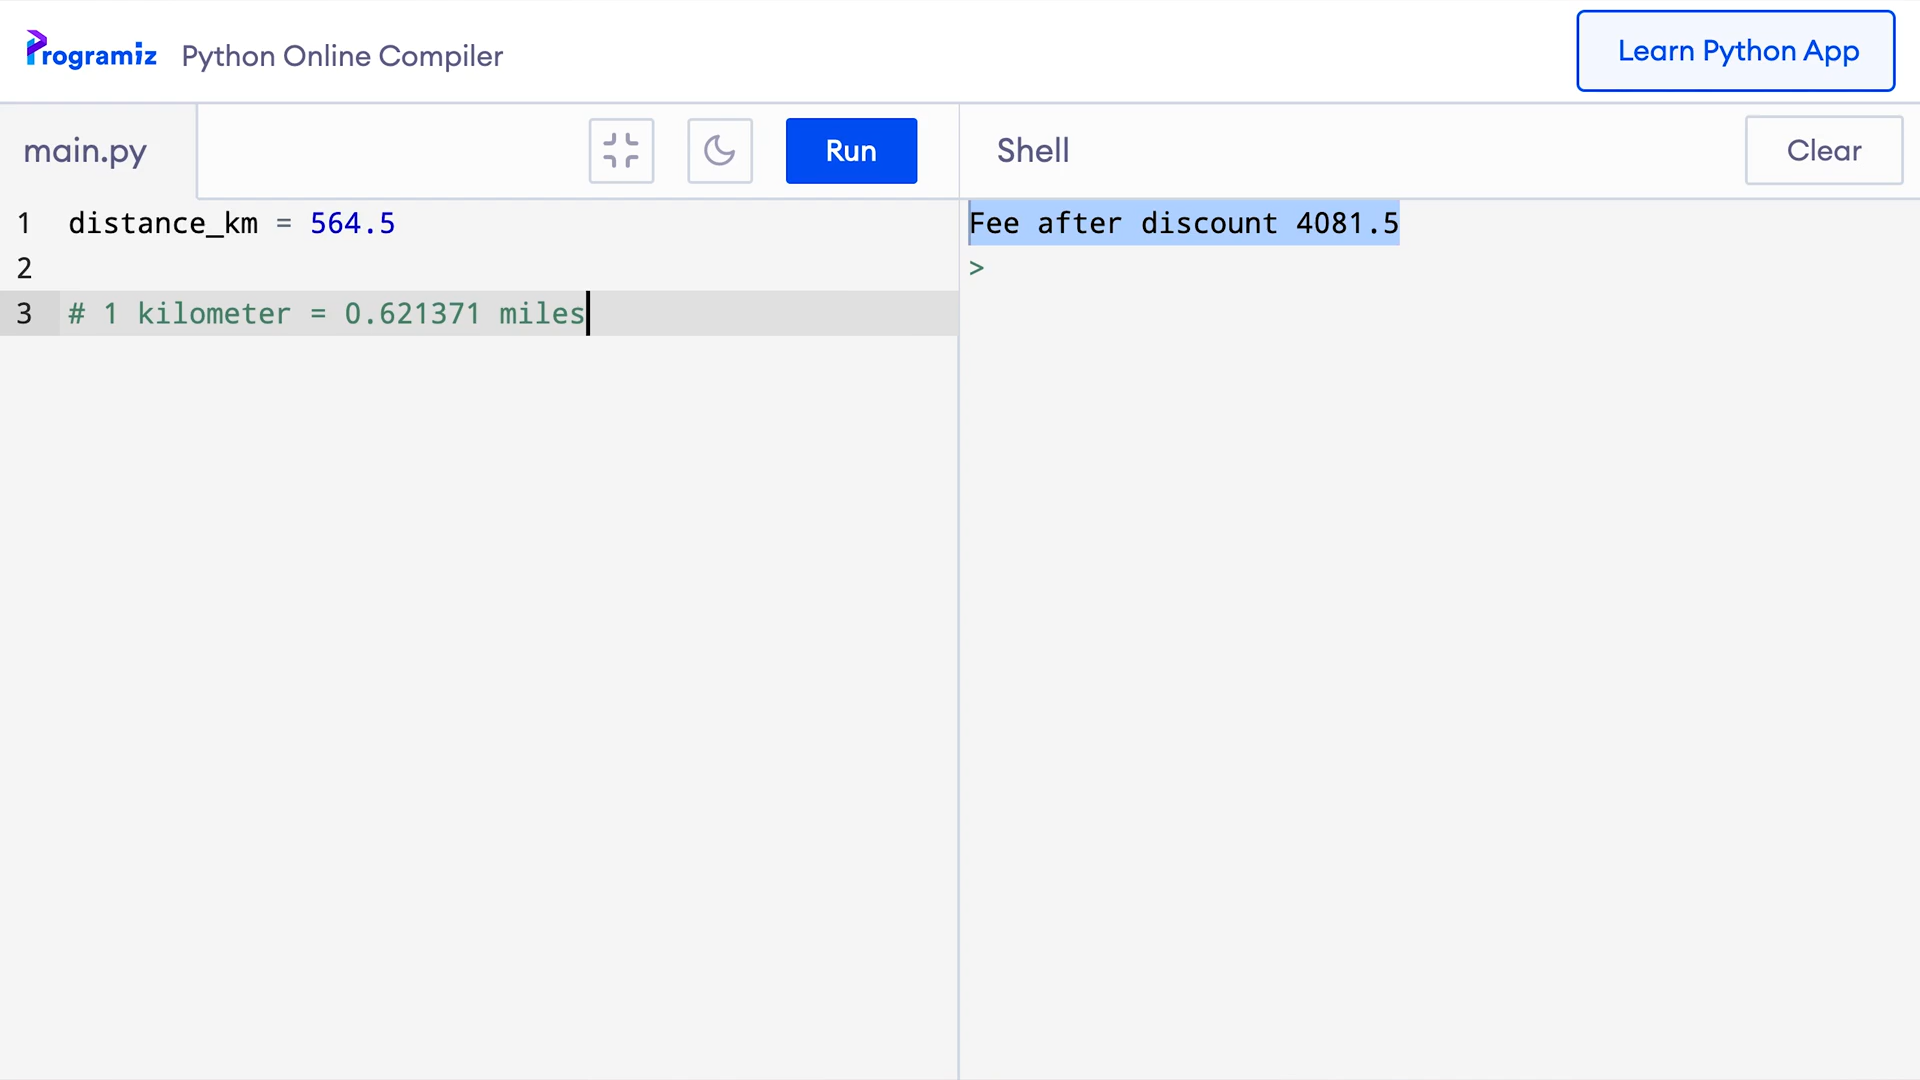 Programiz Python Online Compiler
Learn Python App
main.py
Run
Shell
Clear
1 distance_km = 564.5
2
3 # 1 kilometer = 0.621371 miles
Fee after discount 4081.5
>